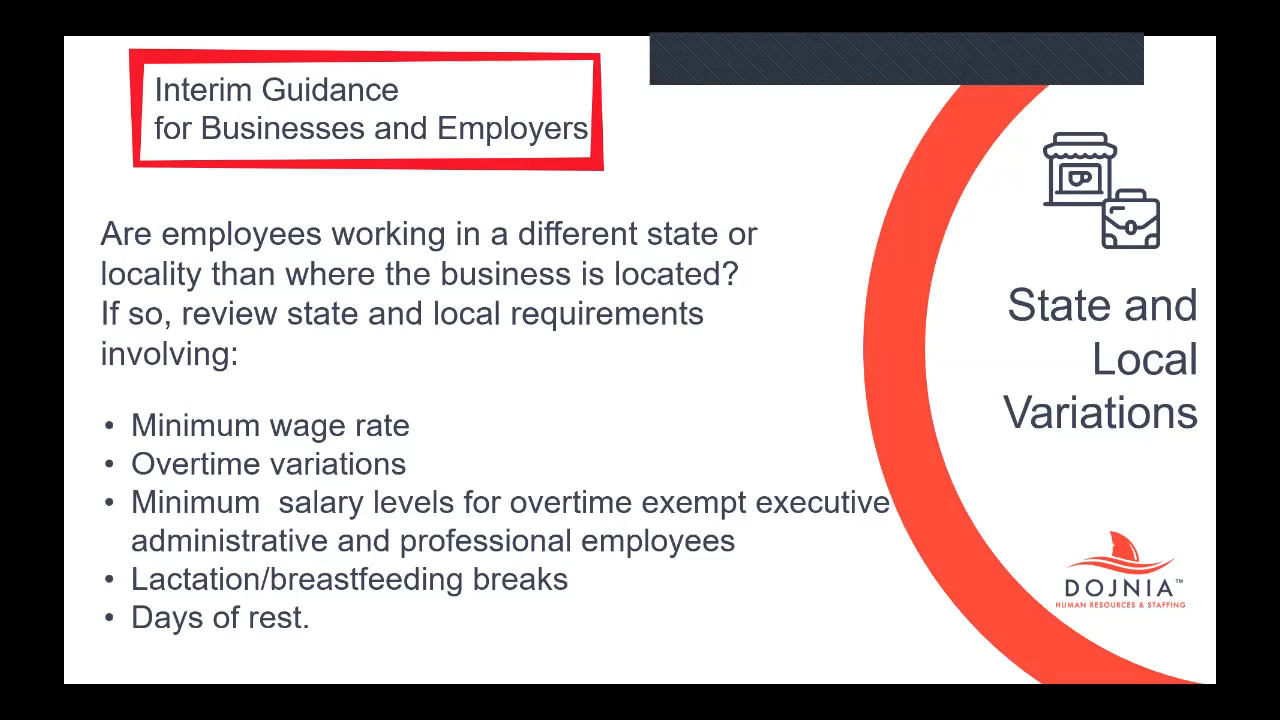 Interim Guidance
for Businesses and Employers
Are employees working in a different state or
locality than where the business is located?
If so, review state and local requirements
involving:
• Minimum wage rate
• Overtime variations
• Minimum  salary levels for overtime exempt executive
administrative and professional employees
• Lactation/breastfeeding breaks
• Days of rest.
State and
Local
Variations
DOJNIA™
HUMAN RESOURCES & STAFFING